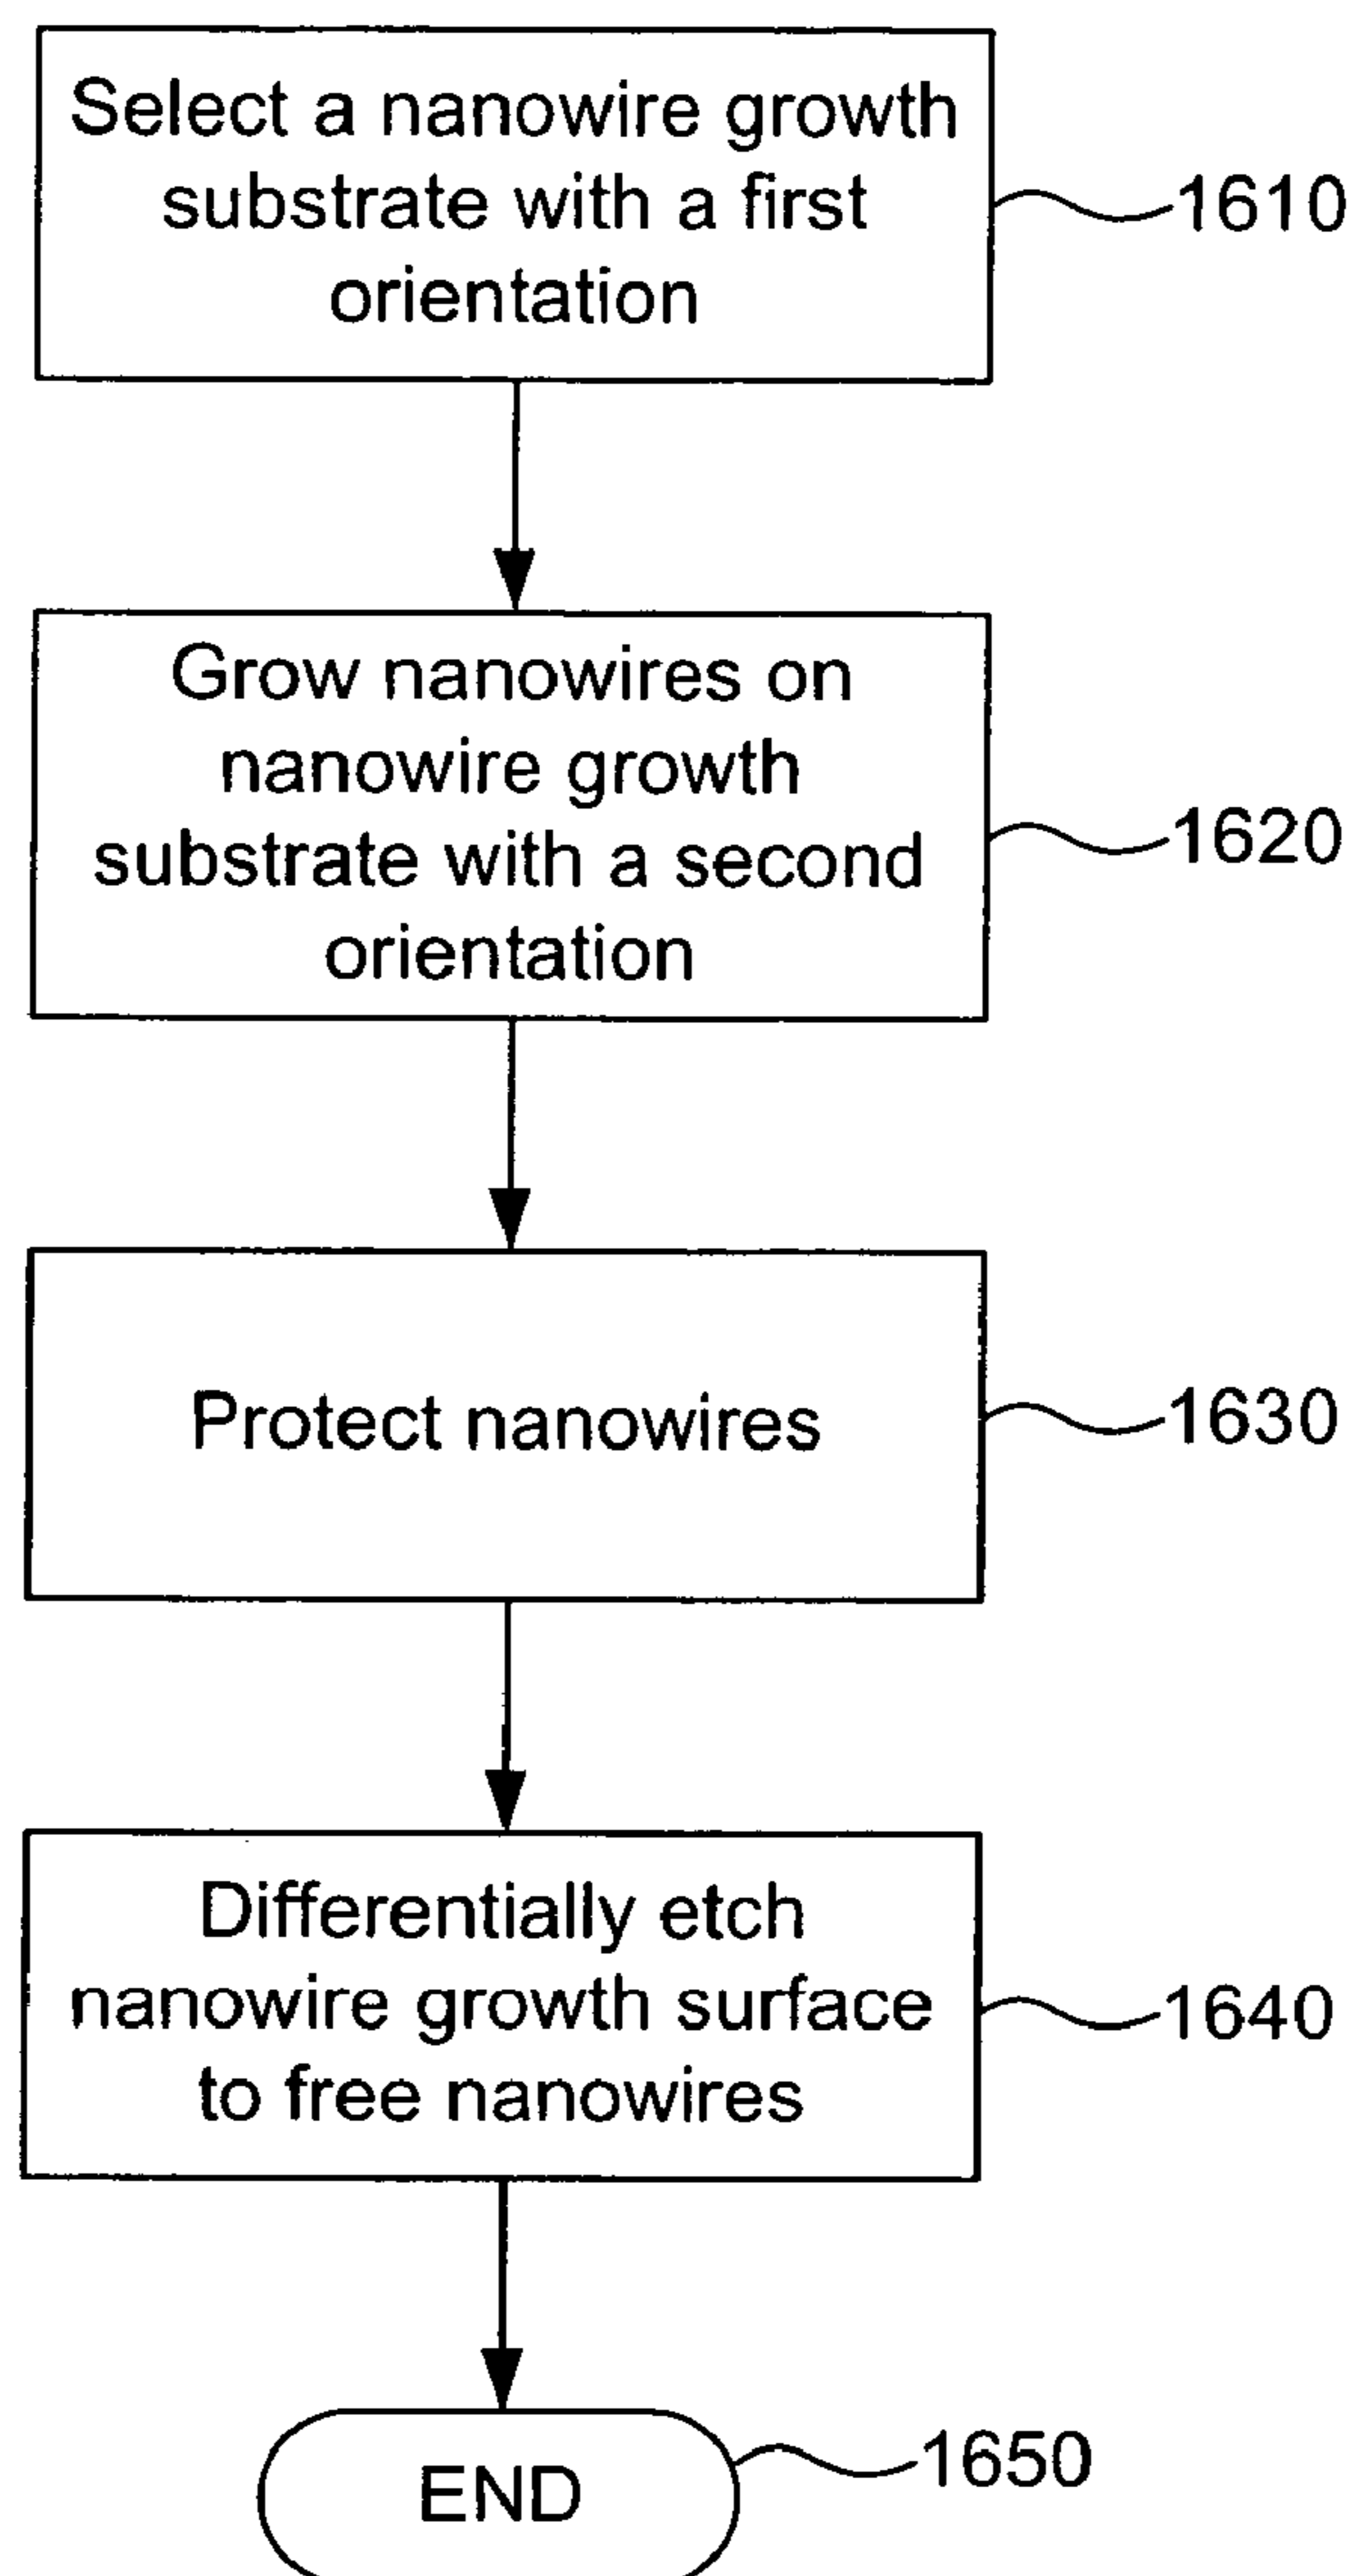 Select a nanowire growth
substrate with a first
orientation
1610
Grow nanowires on
nanowire growth
substrate with a second
orientation
1620
Protect nanowires
1630
Differentially etch
nanowire growth surface
to free nanowires
1640
END
1650